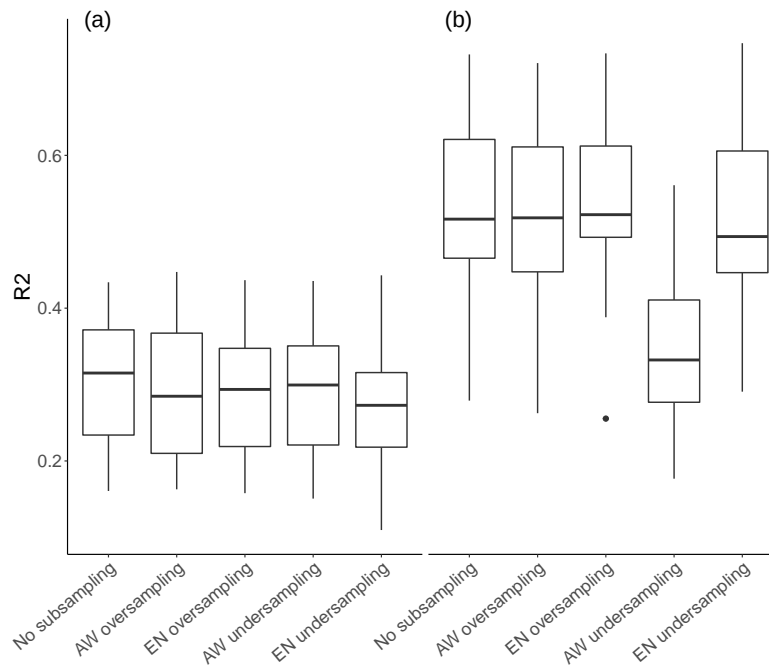 (a)
(b)
R2
0.6
0.4
0.2
No subsampling
AW oversampling
EN oversampling
AW undersampling
EN undersampling
No subsampling
AW oversampling
EN oversampling
AW undersampling
EN undersampling